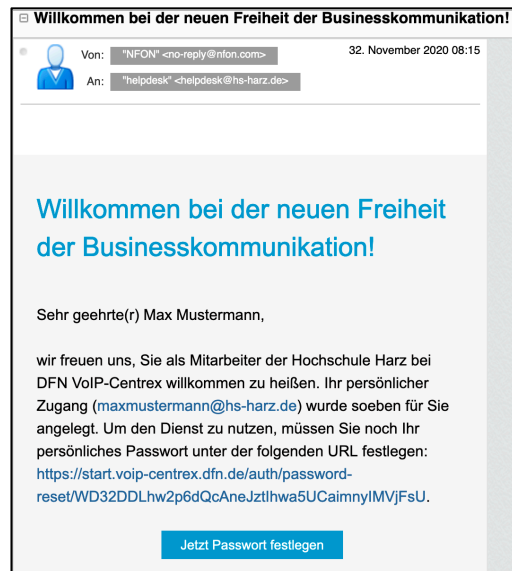 Willkommen bei der neuen Freiheit der Businesskommunikation!
Von: "NFON" <no-reply@nfon.com> 32. November 2020 08:15
An: "helpdesk" <helpdesk@hs-harz.de>
Willkommen bei der neuen Freiheit
der Businesskommunikation!
Sehr geehrte(r) Max Mustermann,
wir freuen uns, Sie als Mitarbeiter der Hochschule Harz bei
DFN VoIP-Centrex willkommen zu heißen. Ihr persönlicher
Zugang (maxmustermann@hs-harz.de) wurde soeben für Sie
angelegt. Um den Dienst zu nutzen, müssen Sie noch Ihr
persönliches Passwort unter der folgenden URL festlegen:
https://start.voip-centrex.dfn.de/auth/password-
reset/WD32DDLhw2p6dQcAneJztIhwa5UCaimnyIMVjFsU.
Jetzt Passwort festlegen